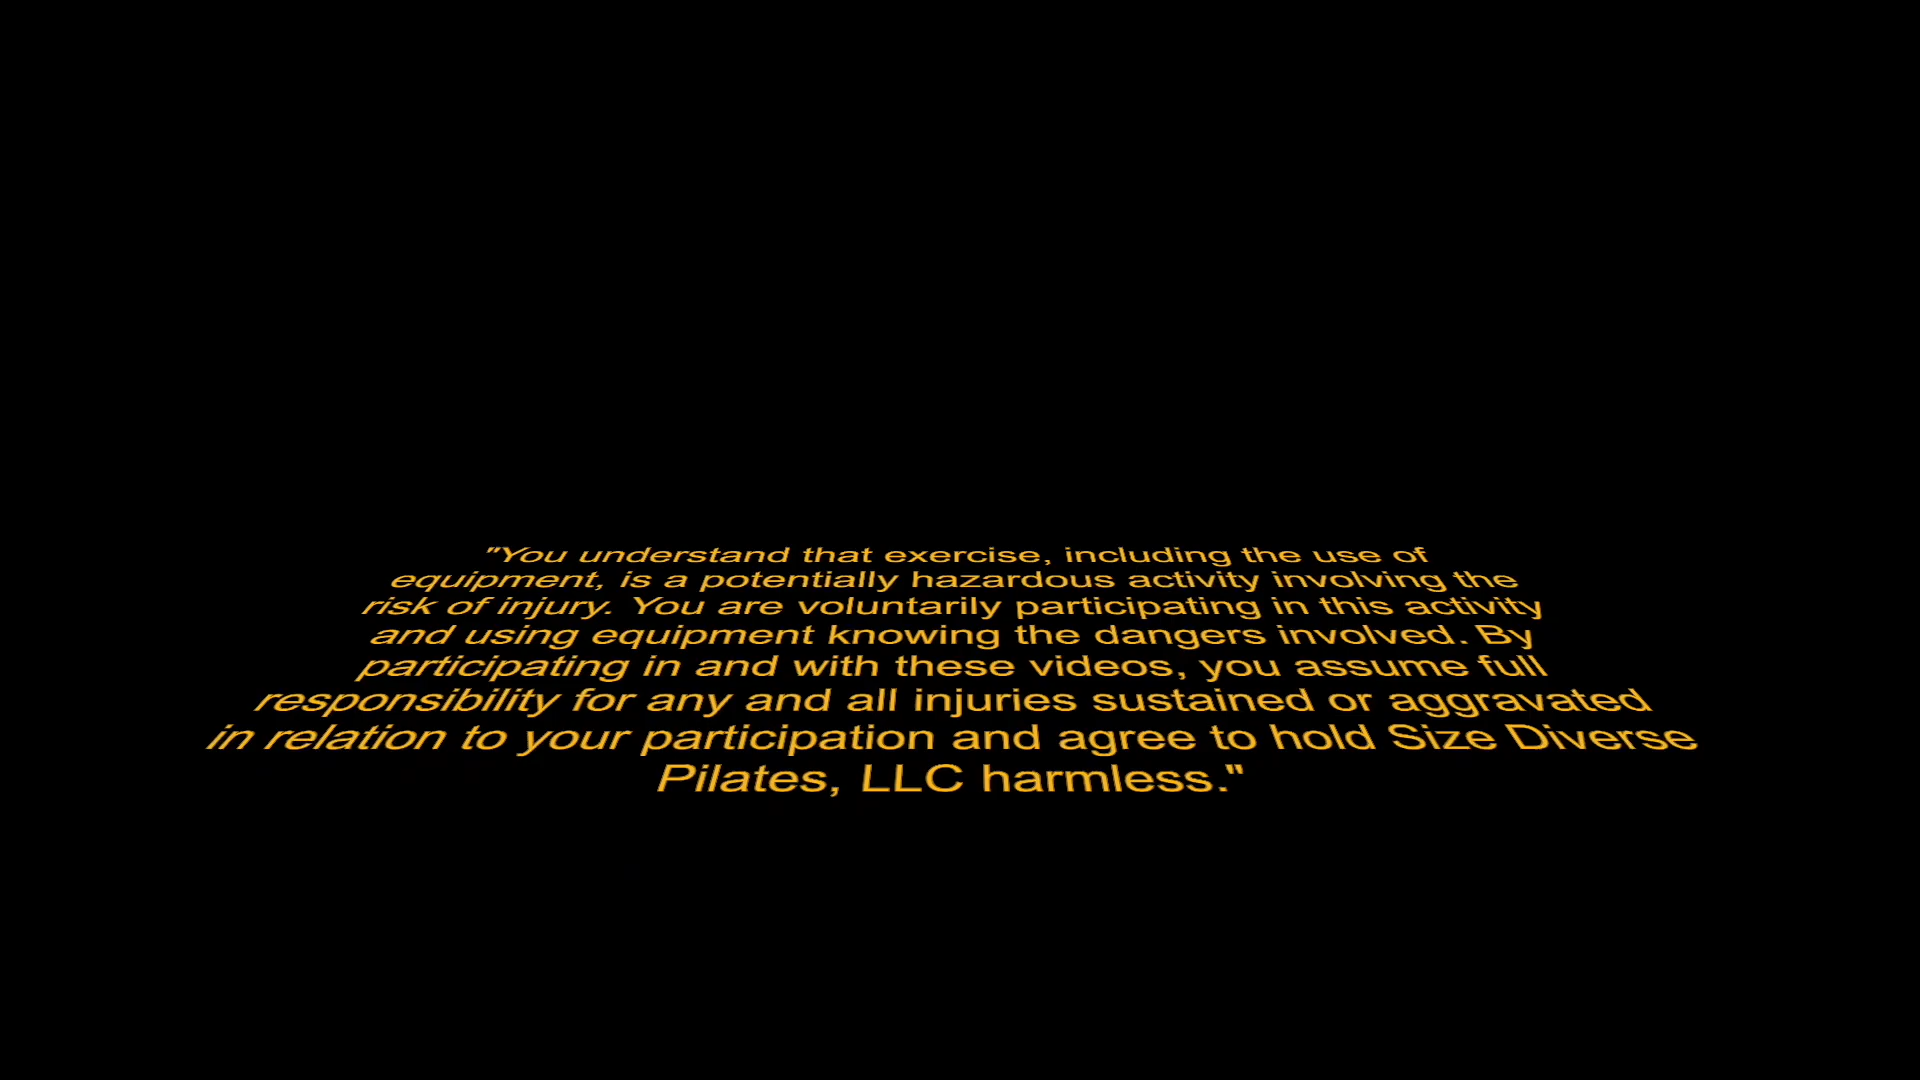 "You understand that exercise, including the use of
equipment, is a potentially hazardous activity involving the
risk of injury. You are voluntarily participating in this activity
and using equipment knowing the dangers involved. By
participating in and with these videos, you assume full
responsibility for any and all injuries sustained or aggravated
in relation to your participation and agree to hold Size Diverse
Pilates, LLC harmless."